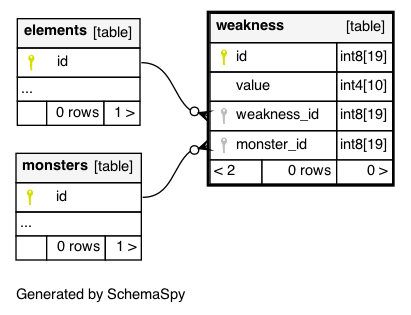 elements [table]
id
...
0 rows 1 >
monsters [table]
id
...
0 rows 1 >
weakness [table]
id int8[19]
value int4[10]
weakness_id int8[19]
monster_id int8[19]
< 2 0 rows 0 >
Generated by SchemaSpy